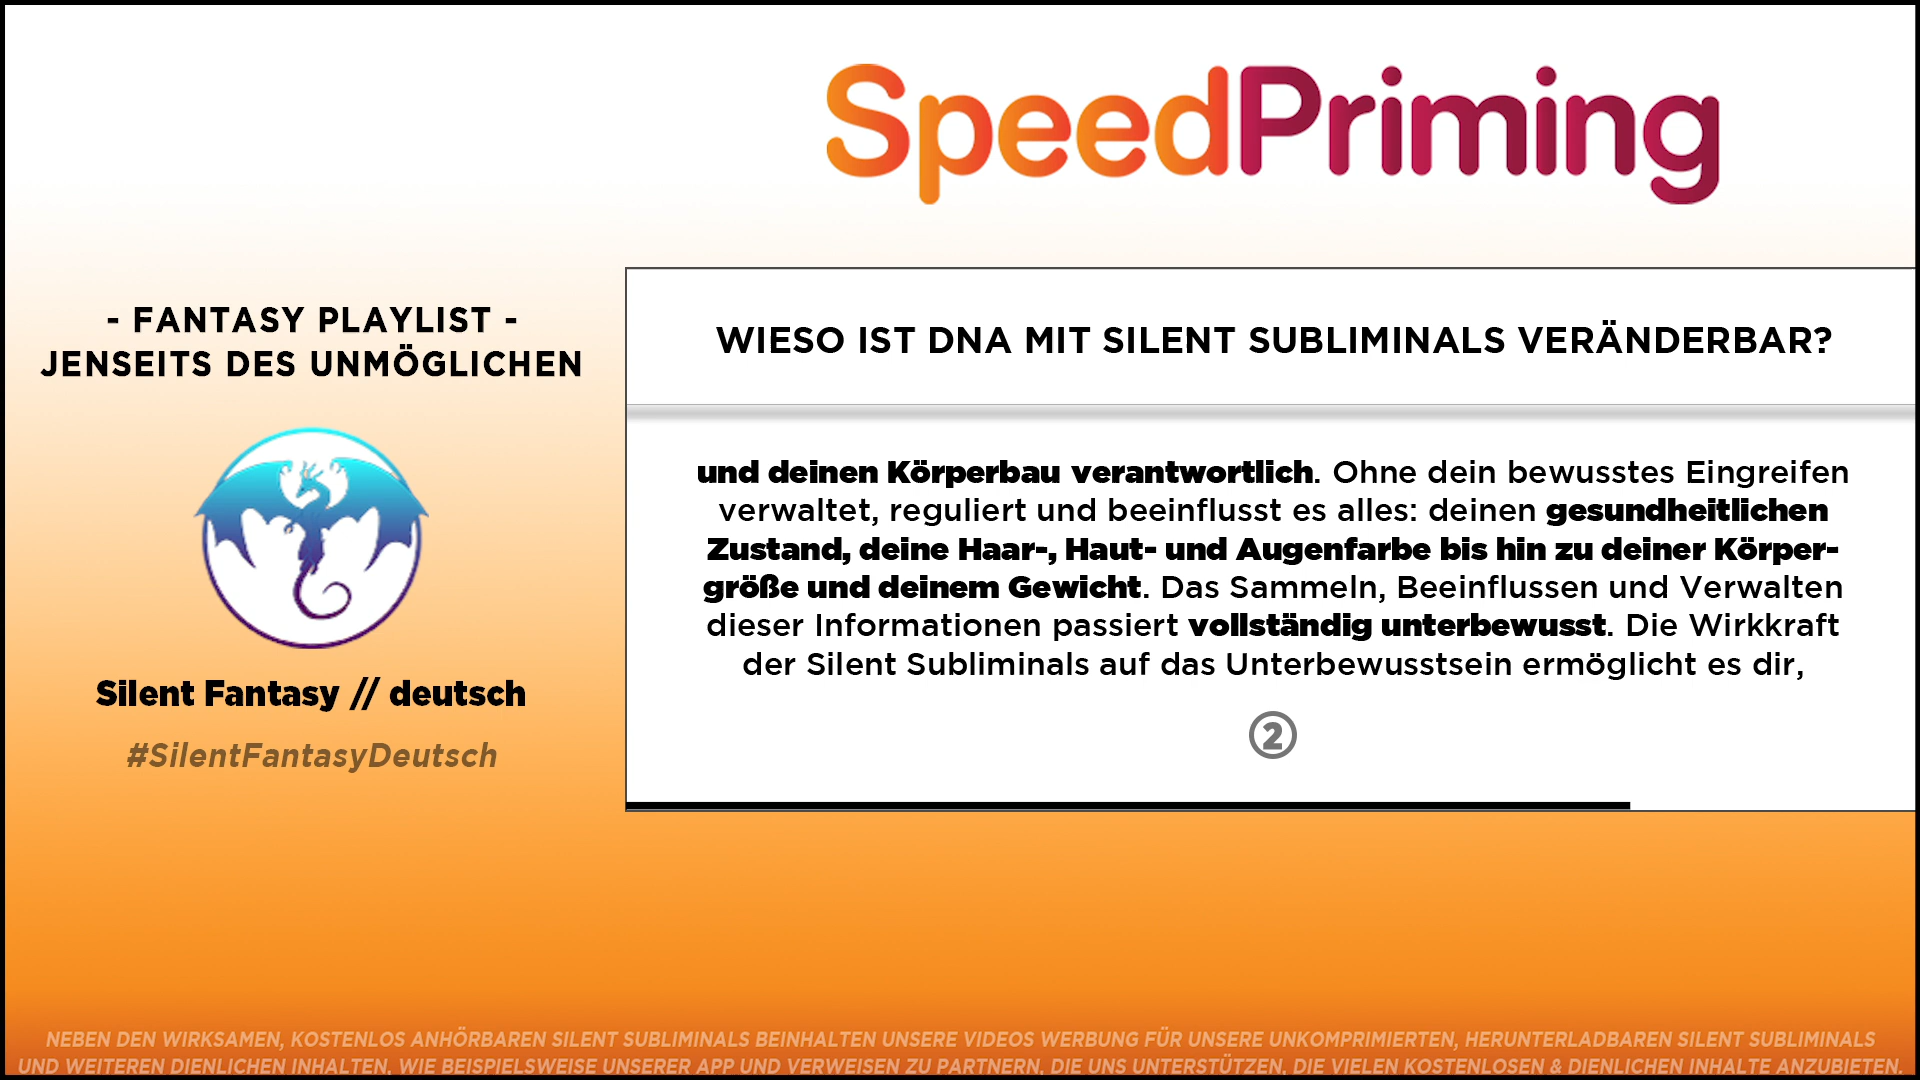 SpeedPriming
- FANTASY PLAYLIST -
JENSEITS DES UNMÖGLICHEN
Silent Fantasy // deutsch
#SilentFantasyDeutsch
WIESO IST DNA MIT SILENT SUBLIMINALS VERÄNDERBAR?
und deinen Körperbau verantwortlich. Ohne dein bewusstes Eingreifen
verwaltet, reguliert und beeinflusst es alles: deinen gesundheitlichen
Zustand, deine Haar-, Haut- und Augenfarbe bis hin zu deiner Körper-
größe und deinem Gewicht. Das Sammeln, Beeinflussen und Verwalten
dieser Informationen passiert vollständig unterbewusst. Die Wirkkraft
der Silent Subliminals auf das Unterbewusstsein ermöglicht es dir,
2
NEBEN DEN WIRKSAMEN, KOSTENLOS ANHÖRBAREN SILENT SUBLIMINALS BEINHALTEN UNSERE VIDEOS WERBUNG FÜR UNSERE UNKOMPRIMIERTEN, HERUNTERLADBAREN SILENT SUBLIMINALS
UND WEITEREN DIENLICHEN INHALTEN, WIE BEISPIELSWEISE UNSERER APP UND VERWEISEN ZU PARTNERN, DIE UNS UNTERSTÜTZEN, DIE VIELEN KOSTENLOSEN & DIENLICHEN INHALTE ANZUBIETEN.